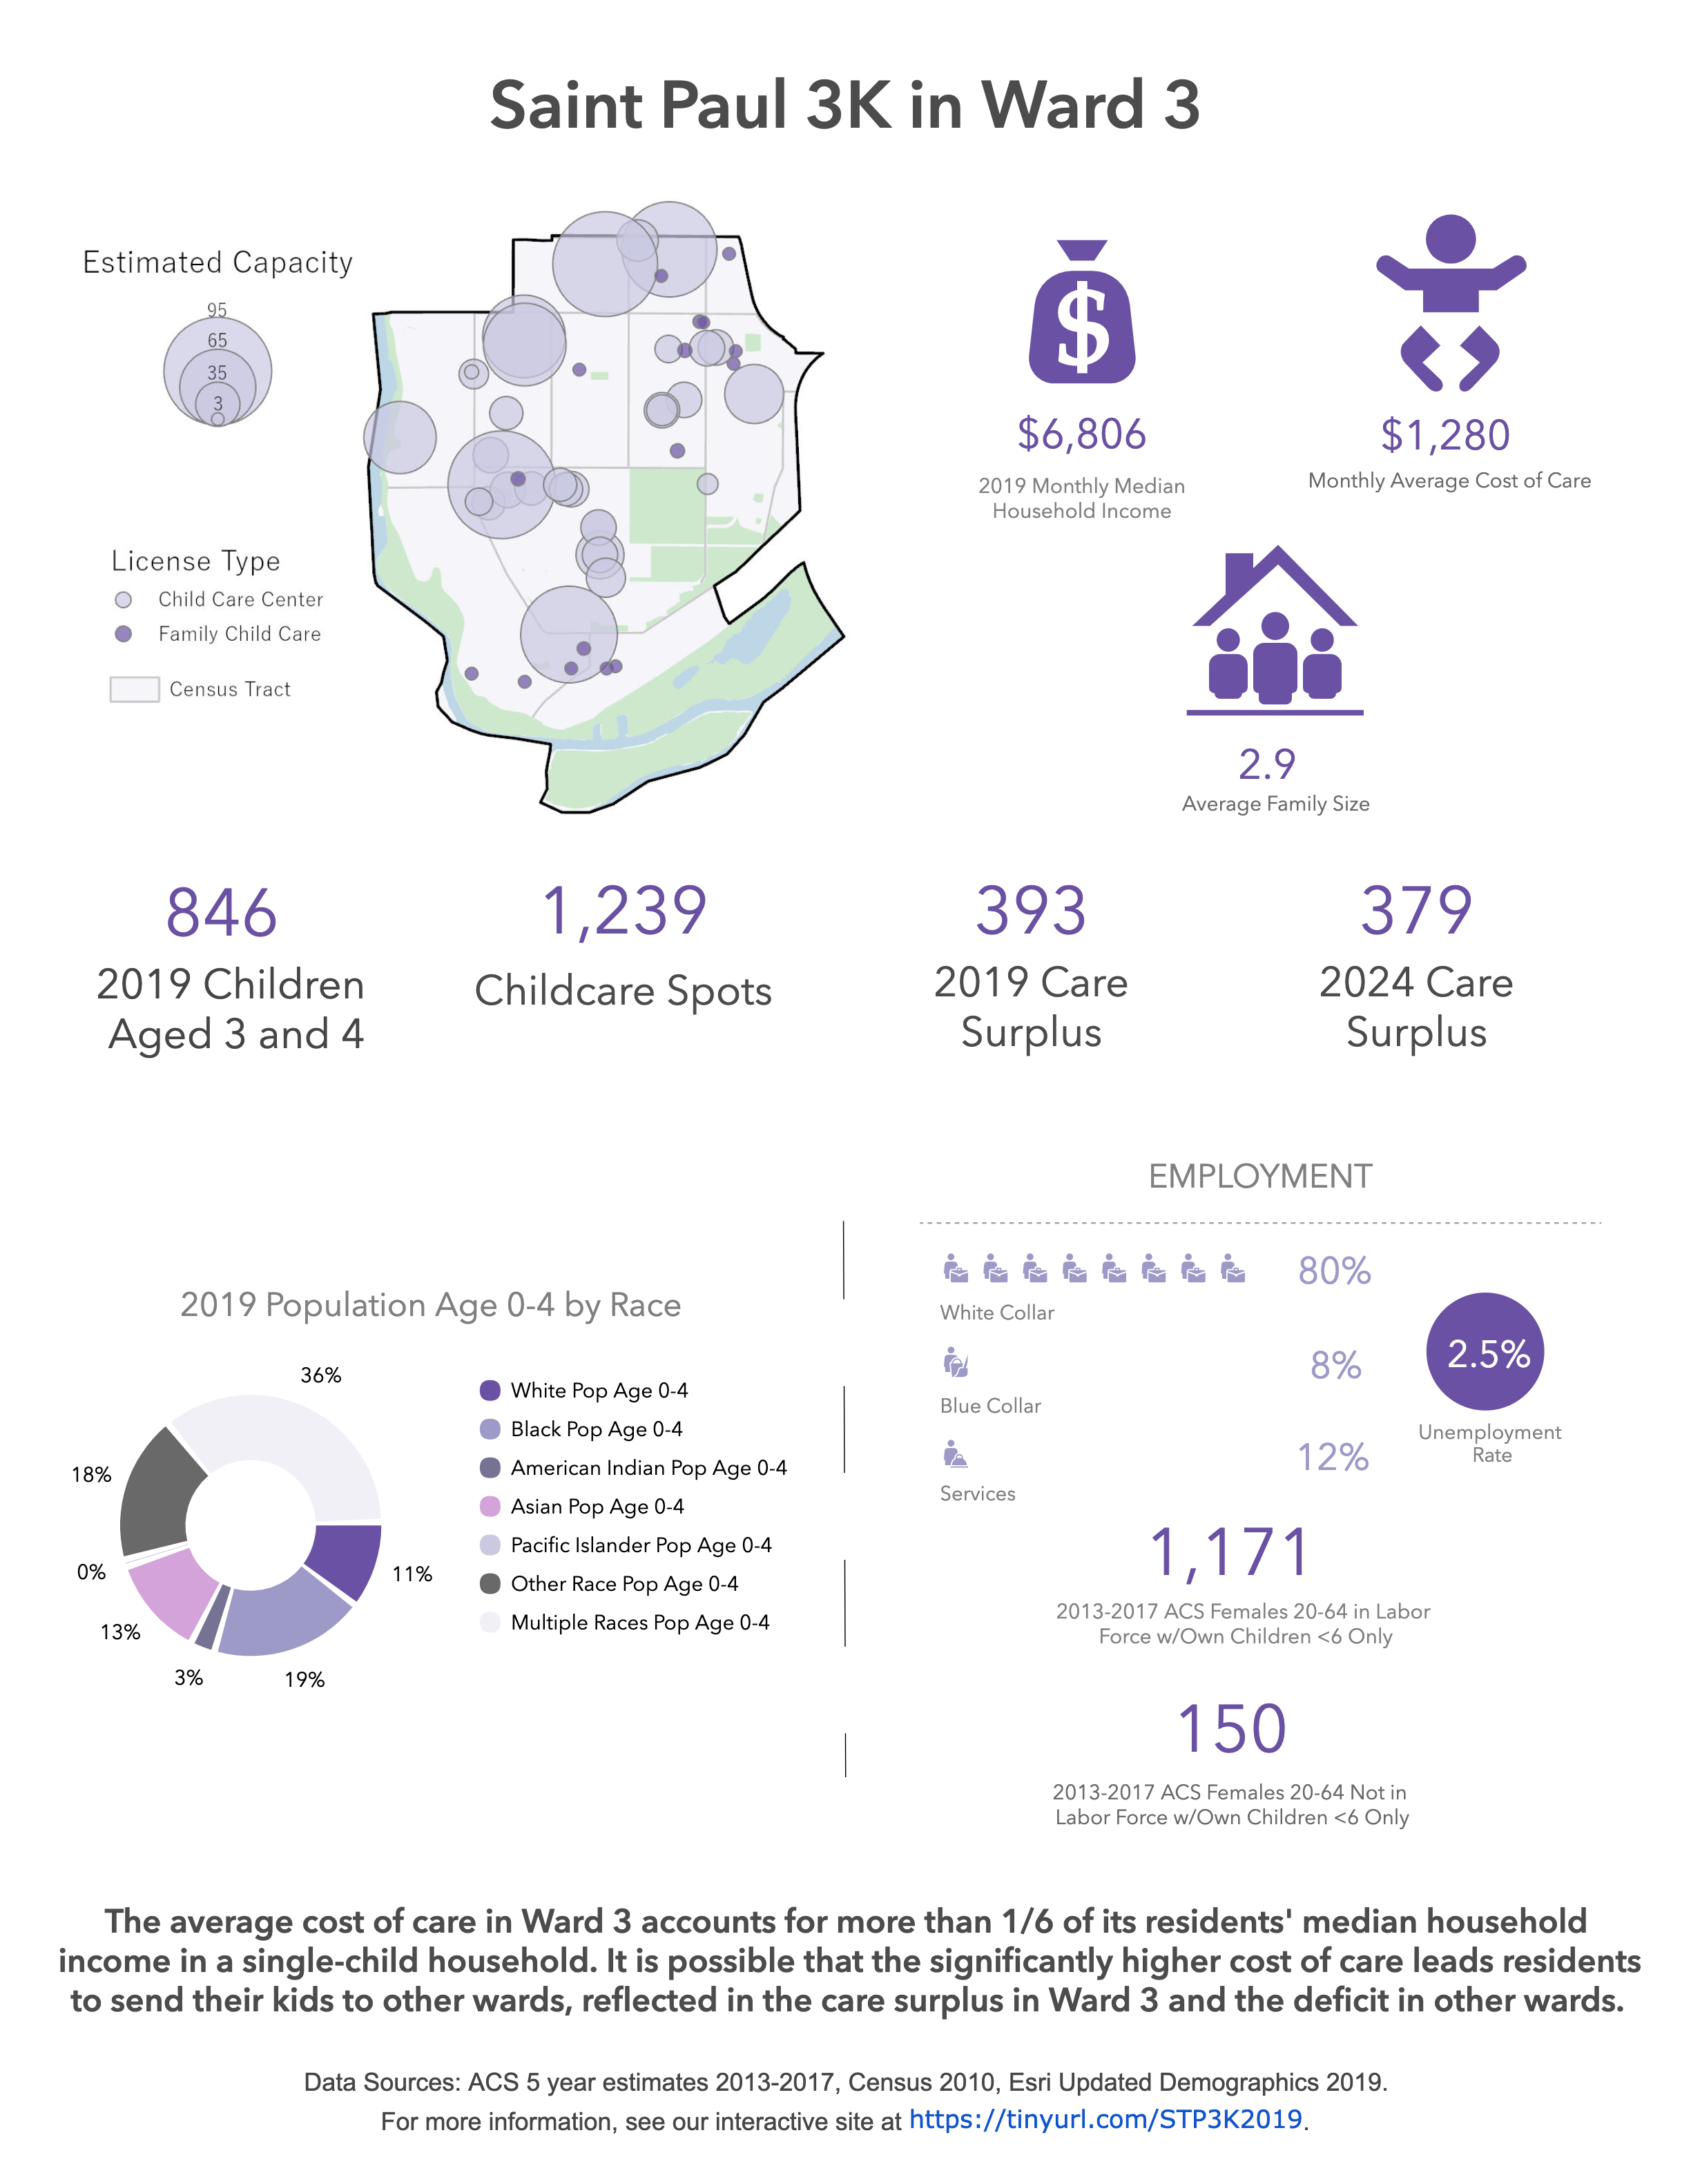 Saint Paul 3K in Ward 3
Estimated Capacity
95
65
35
3
License Type
Child Care Center
Family Child Care
Census Tract
$6,806
2019 Monthly Median
Household Income
$1,280
Monthly Average Cost of Care
2.9
Average Family Size
846
2019 Children
Aged 3 and 4
1,239
Childcare Spots
393
2019 Care
Surplus
379
2024 Care
Surplus
2019 Population Age 0-4 by Race
36%
18%
0%
13%
3%
19%
11%
White Pop Age 0-4
Black Pop Age 0-4
American Indian Pop Age 0-4
Asian Pop Age 0-4
Pacific Islander Pop Age 0-4
Other Race Pop Age 0-4
Multiple Races Pop Age 0-4
EMPLOYMENT
80%
White Collar
8%
Blue Collar
12%
Services
2.5%
Unemployment
Rate
1,171
2013-2017 ACS Females 20-64 in Labor
Force w/Own Children <6 Only
150
2013-2017 ACS Females 20-64 Not in
Labor Force w/Own Children <6 Only
The average cost of care in Ward 3 accounts for more than 1/6 of its residents' median household
income in a single-child household. It is possible that the significantly higher cost of care leads residents
to send their kids to other wards, reflected in the care surplus in Ward 3 and the deficit in other wards.
Data Sources: ACS 5 year estimates 2013-2017, Census 2010, Esri Updated Demographics 2019.
For more information, see our interactive site at https://tinyurl.com/STP3K2019.